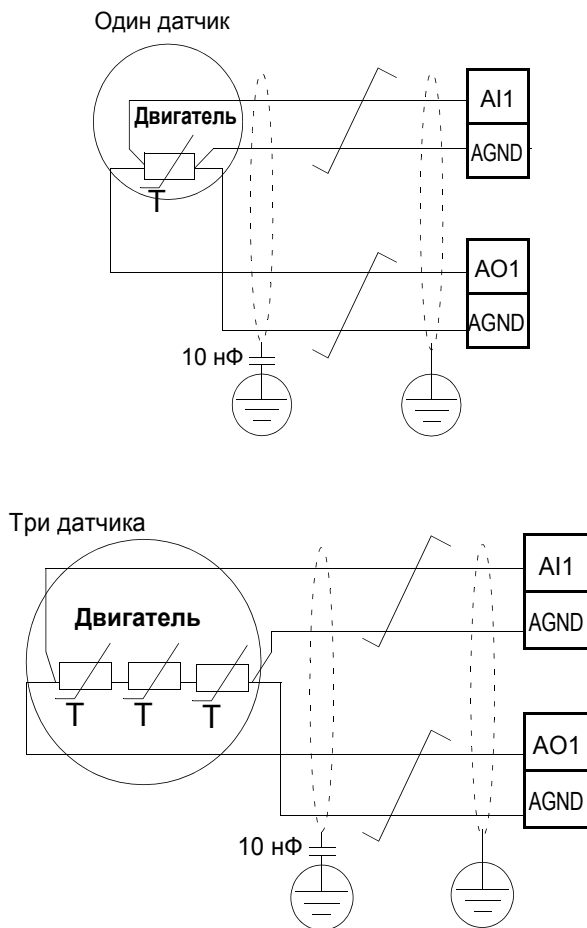 Один датчик
Двигатель
T
AI1
AGND
AO1
AGND
10 нФ
Три датчика
Двигатель
T T T
AI1
AGND
AO1
AGND
10 нФ